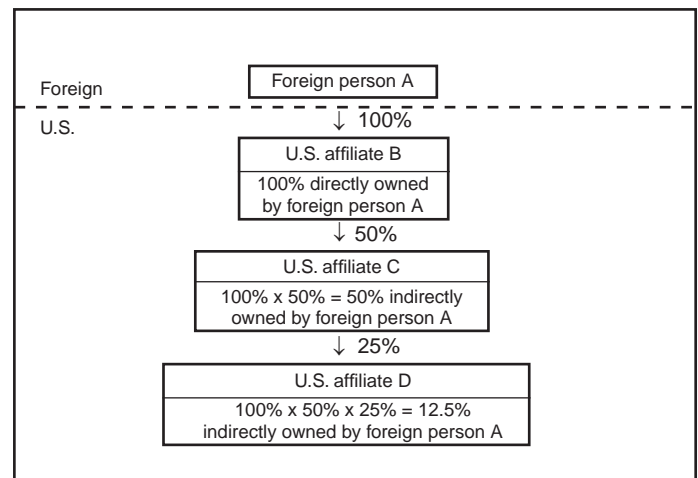 Foreign person A
Foreign
U.S.
↓ 100%
U.S. affiliate B
100% directly owned
by foreign person A
↓ 50%
U.S. affiliate C
100% x 50% = 50% indirectly
owned by foreign person A
↓ 25%
U.S. affiliate D
100% x 50% x 25% = 12.5%
indirectly owned by foreign person A